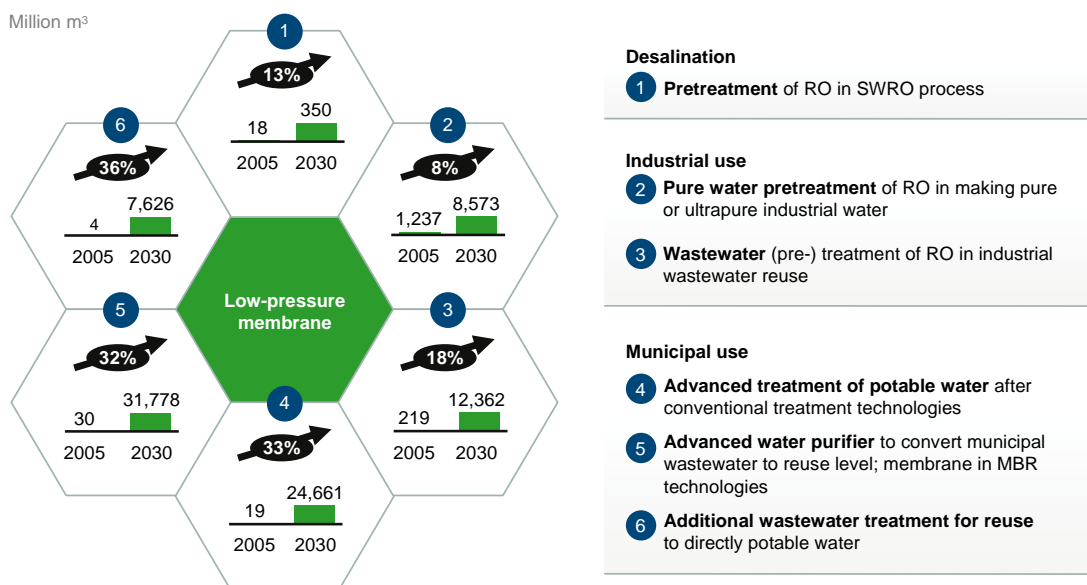 Million m³
1
13%
18
350
2005
2030
2
8%
1,237
8,573
2005
2030
3
18%
219
12,362
2005
2030
4
33%
19
24,661
2005
2030
5
32%
30
31,778
2005
2030
6
36%
4
7,626
2005
2030
Low-pressure
membrane
Desalination
1 Pretreatment of RO in SWRO process
Industrial use
2 Pure water pretreatment of RO in making pure
or ultrapure industrial water
3 Wastewater (pre-) treatment of RO in industrial
wastewater reuse
Municipal use
4 Advanced treatment of potable water after
conventional treatment technologies
5 Advanced water purifier to convert municipal
wastewater to reuse level; membrane in MBR
technologies
6 Additional wastewater treatment for reuse
to directly potable water